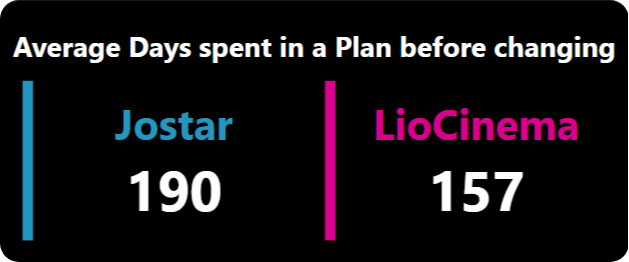 Average Days spent in a Plan before changing
Jostar
190
LioCinema
157